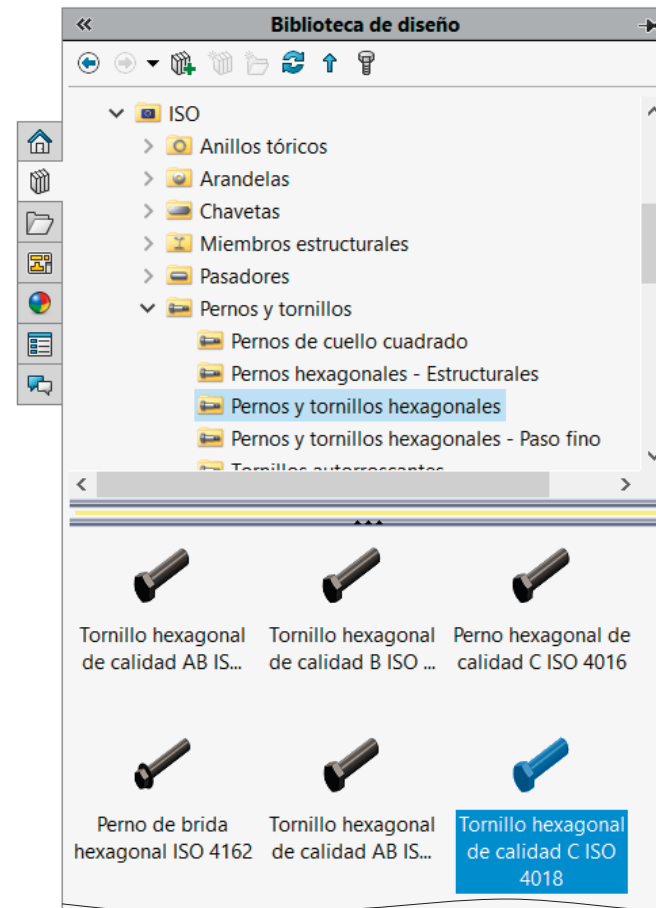 Biblioteca de diseño
ISO
Anillos tóricos
Arandelas
Chavetas
Miembros estructurales
Pasadores
Pernos y tornillos
Pernos de cuello cuadrado
Pernos hexagonales - Estructurales
Pernos y tornillos hexagonales
Pernos y tornillos hexagonales - Paso fino
Tornillos autorroscantes
Tornillo hexagonal
de calidad AB IS...
Tornillo hexagonal
de calidad B ISO ...
Perno hexagonal de
calidad C ISO 4016
Perno de brida
hexagonal ISO 4162
Tornillo hexagonal
de calidad AB IS...
Tornillo hexagonal
de calidad C ISO
4018